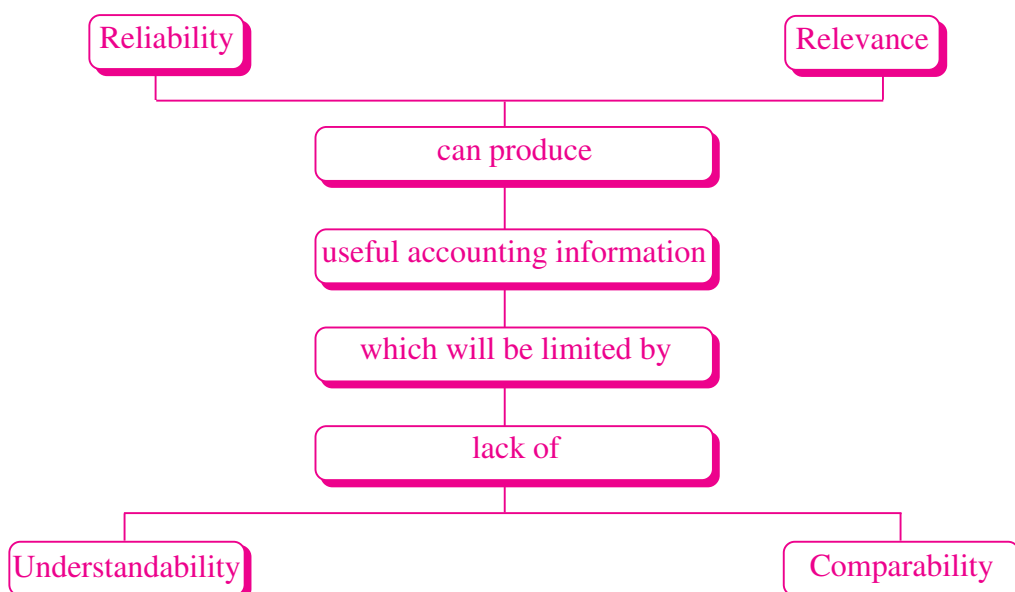 Reliability
Relevance
can produce
useful accounting information
which will be limited by
lack of
Understandability
Comparability